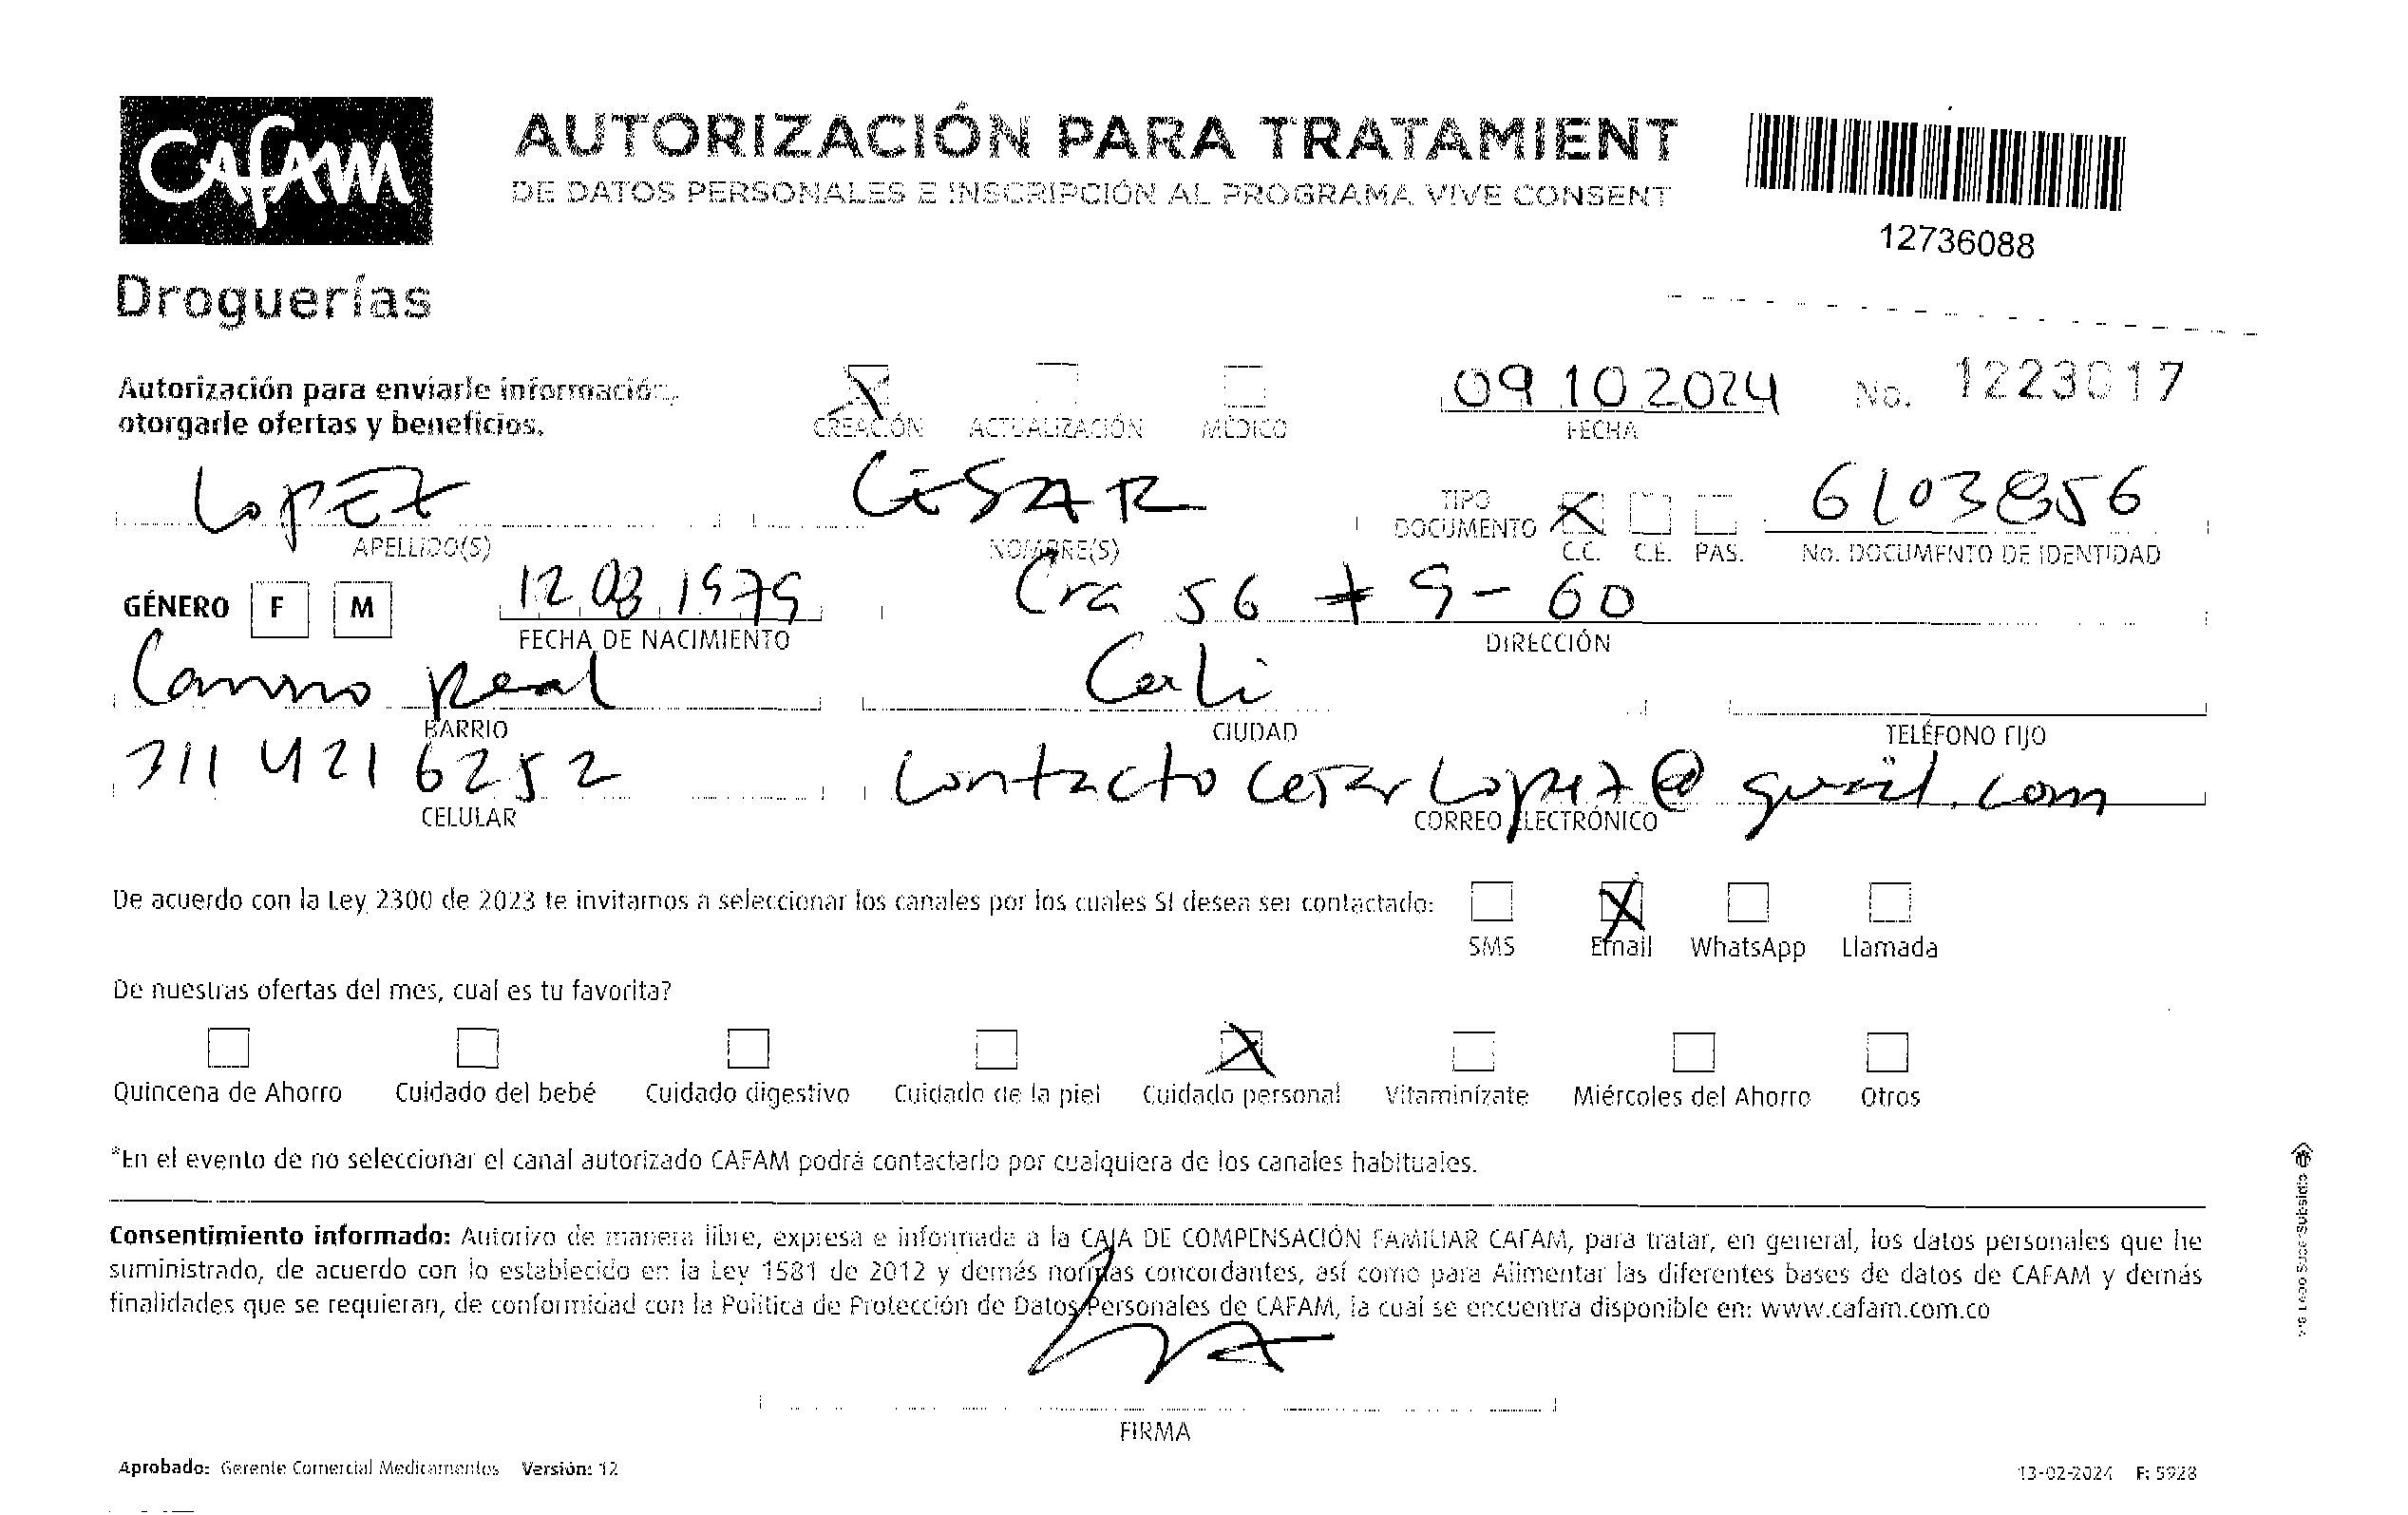 CAfAM
Droguerías
AUTORIZACIÓN PARA TRATAMIENT
DE DATOS PERSONALES E INSCRIPCIÓN AL PROGRAMA VIVE CONSENT
12736088
Autorización para enviarle información,
otorgarle ofertas y beneficios.
CREACIÓN ACTUALIZACIÓN MÉDICO
09 10 2024
FECHA
No. 1223017
LOPEZ
APELLIDO(S)
CESAR
NOMBRE(S)
TIPO
DOCUMENTO
C.C. C.E. PAS.
6103856
No. DOCUMENTO DE IDENTIDAD
GÉNERO F M
12 08 1979
FECHA DE NACIMIENTO
Cra 56 # 9 - 60
DIRECCIÓN
Camino Real
BARRIO
Cali
CIUDAD
TELÉFONO FIJO
311 421 6252
CELULAR
contactocesarlopez@gmail.com
CORREO ELECTRÓNICO
De acuerdo con la Ley 2300 de 2023 te invitamos a seleccionar los canales por los cuales SI desea ser contactado:
SMS Email WhatsApp Llamada
De nuestras ofertas del mes, cual es tu favorita?
Quincena de Ahorro Cuidado del bebé Cuidado digestivo Cuidado de la piel Cuidado personal Vitaminízate Miércoles del Ahorro Otros
*En el evento de no seleccionar el canal autorizado CAFAM podrá contactarlo por cualquiera de los canales habituales.
Consentimiento informado: Autorizo de manera libre, expresa e informada a la CAJA DE COMPENSACIÓN FAMILIAR CAFAM, para tratar, en general, los datos personales que he
suministrado, de acuerdo con lo establecido en la Ley 1581 de 2012 y demás normas concordantes, así como para Alimentar las diferentes bases de datos de CAFAM y demás
finalidades que se requieran, de conformidad con la Política de Protección de Datos Personales de CAFAM, la cual se encuentra disponible en: www.cafam.com.co
FIRMA
Aprobado: Gerente Comercial Medicamentos Versión: 12
13-02-2024 F: 5928
SuperSubsidio